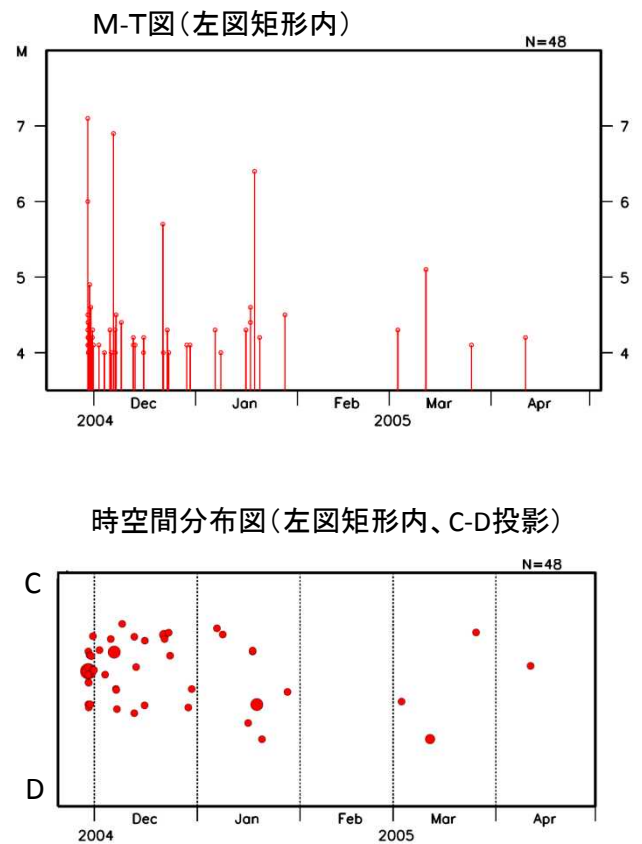 M-T図(左図矩形内)
M
N=48
7
7
6
6
5
5
4
4
Dec
Jan
Feb
Mar
Apr
2004
2005
時空間分布図(左図矩形内、C-D投影)
N=48
C
D
Dec
Jan
Feb
Mar
Apr
2004
2005